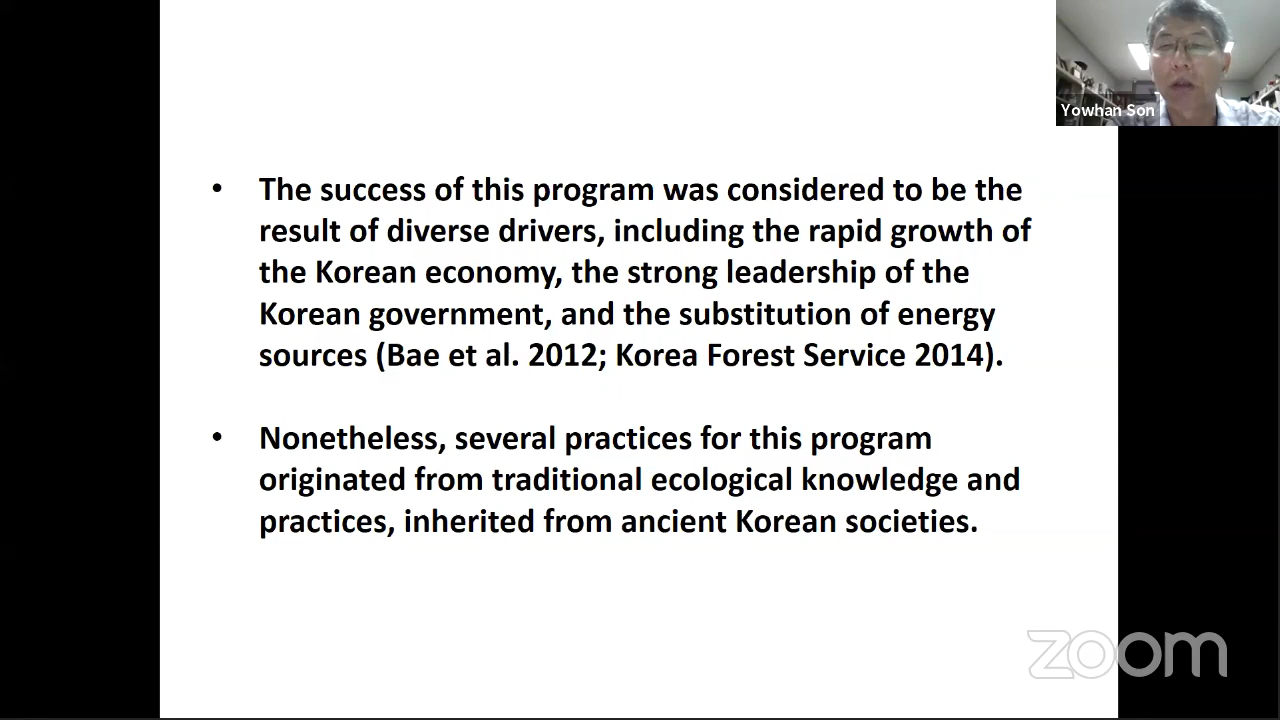 Yowhan Son
• The success of this program was considered to be the
result of diverse drivers, including the rapid growth of
the Korean economy, the strong leadership of the
Korean government, and the substitution of energy
sources (Bae et al. 2012; Korea Forest Service 2014).
• Nonetheless, several practices for this program
originated from traditional ecological knowledge and
practices, inherited from ancient Korean societies.
zoom